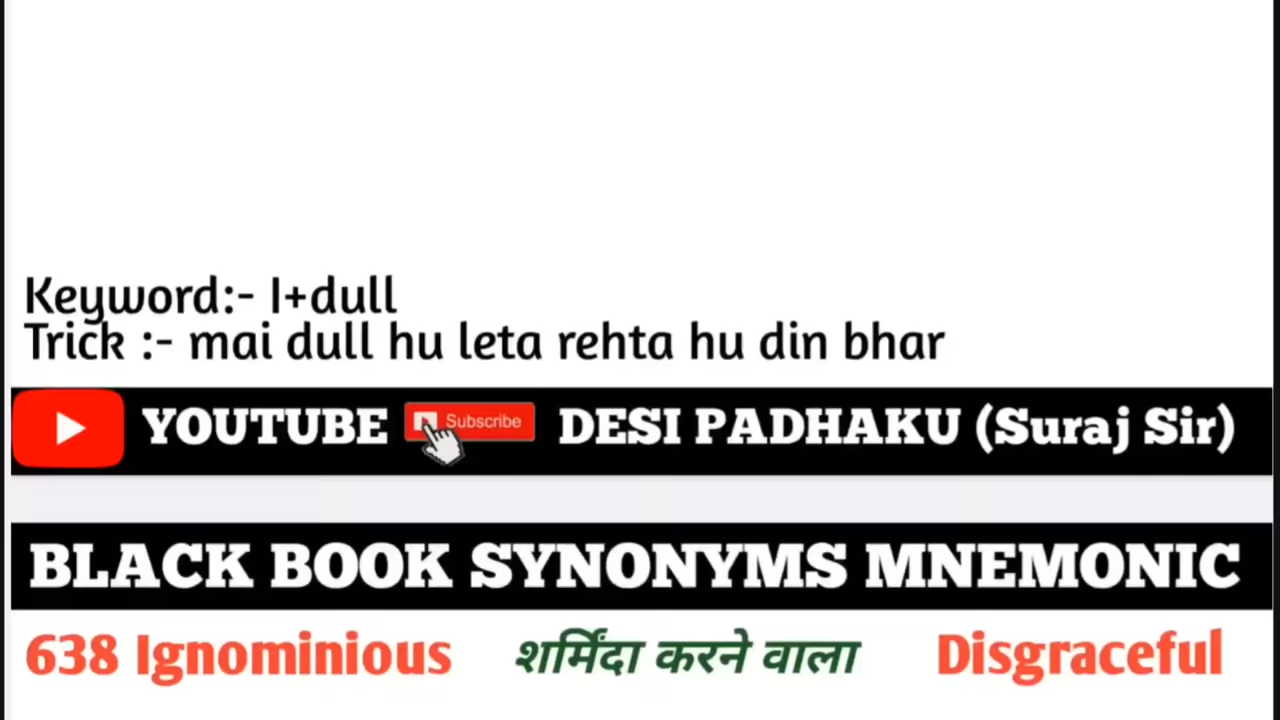 Keyword:- I+dull
Trick :- mai dull hu leta rehta hu din bhar
YOUTUBE Subscribe DESI PADHAKU (Suraj Sir)
BLACK BOOK SYNONYMS MNEMONIC
638 Ignominious शर्मिंदा करने वाला Disgraceful